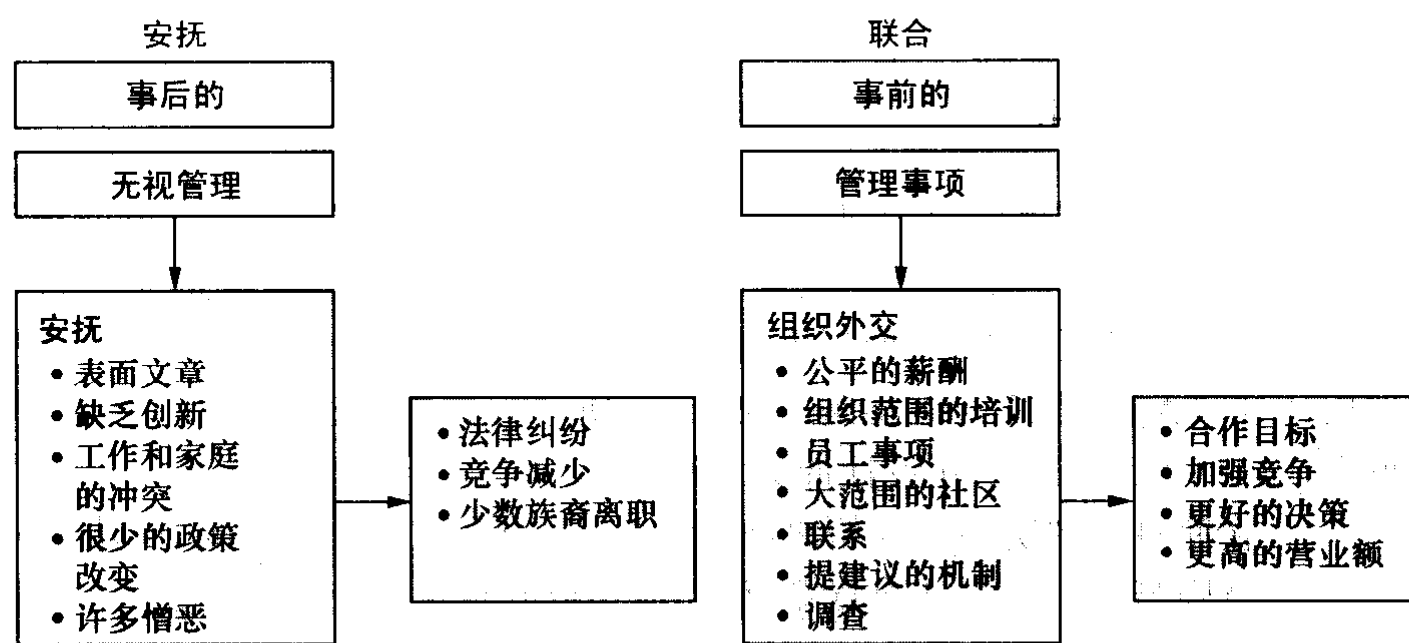 安抚
事后的
无视管理
安抚
• 表面文章
• 缺乏创新
• 工作和家庭
的冲突
• 很少的政策
改变
• 许多憎恶
• 法律纠纷
• 竞争减少
• 少数族裔离职
联合
事前的
管理事项
组织外交
• 公平的薪酬
• 组织范围的培训
• 员工事项
• 大范围的社区
• 联系
• 提建议的机制
• 调查
• 合作目标
• 加强竞争
• 更好的决策
• 更高的营业额